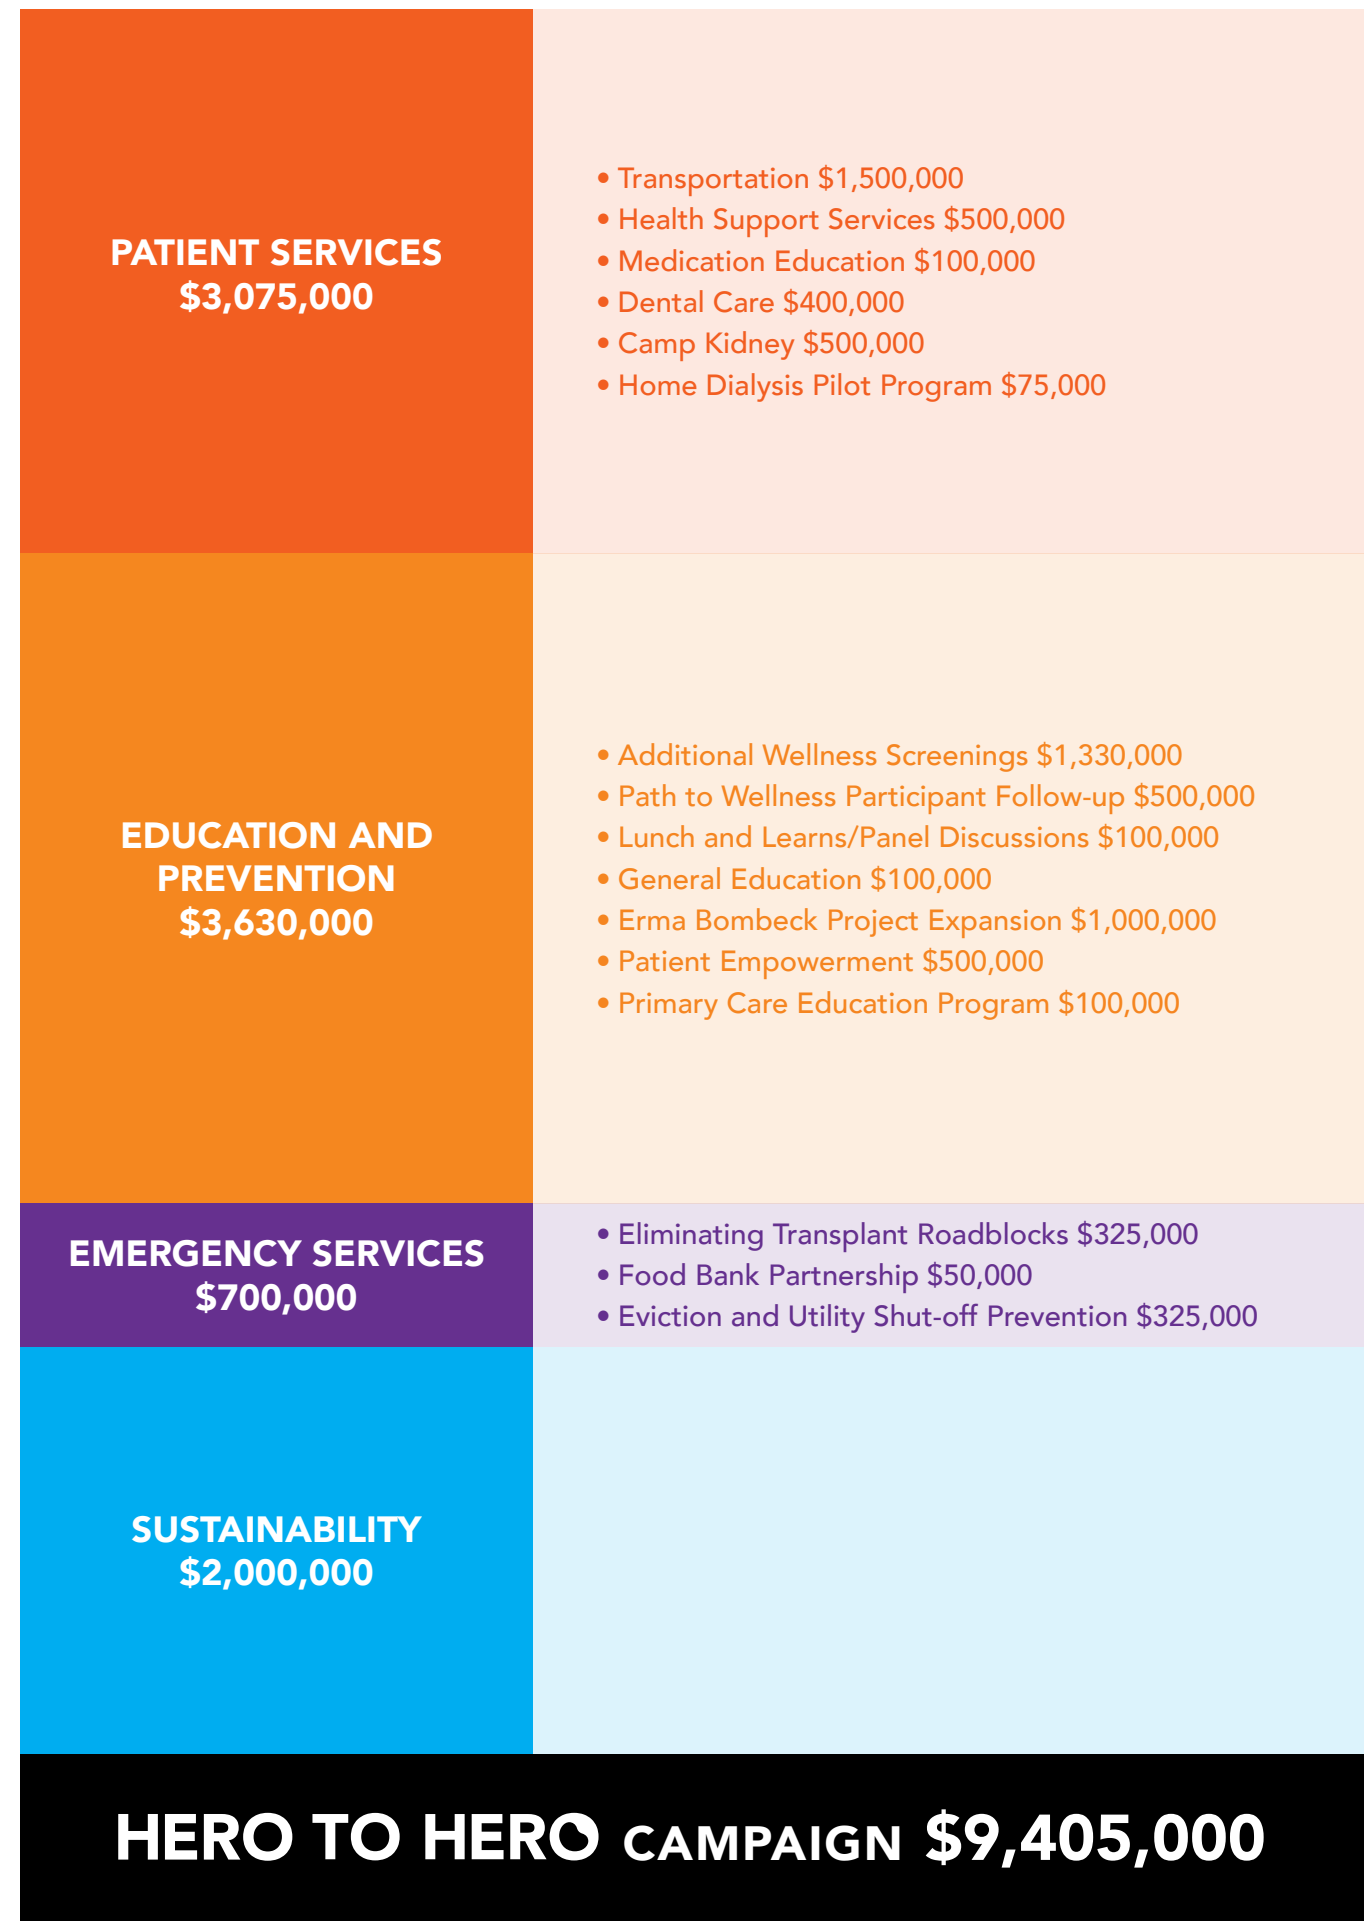 PATIENT SERVICES
$3,075,000
• Transportation $1,500,000
• Health Support Services $500,000
• Medication Education $100,000
• Dental Care $400,000
• Camp Kidney $500,000
• Home Dialysis Pilot Program $75,000
EDUCATION AND
PREVENTION
$3,630,000
• Additional Wellness Screenings $1,330,000
• Path to Wellness Participant Follow-up $500,000
• Lunch and Learns/Panel Discussions $100,000
• General Education $100,000
• Erma Bombeck Project Expansion $1,000,000
• Patient Empowerment $500,000
• Primary Care Education Program $100,000
EMERGENCY SERVICES
$700,000
• Eliminating Transplant Roadblocks $325,000
• Food Bank Partnership $50,000
• Eviction and Utility Shut-off Prevention $325,000
SUSTAINABILITY
$2,000,000
HERO TO HERO CAMPAIGN $9,405,000